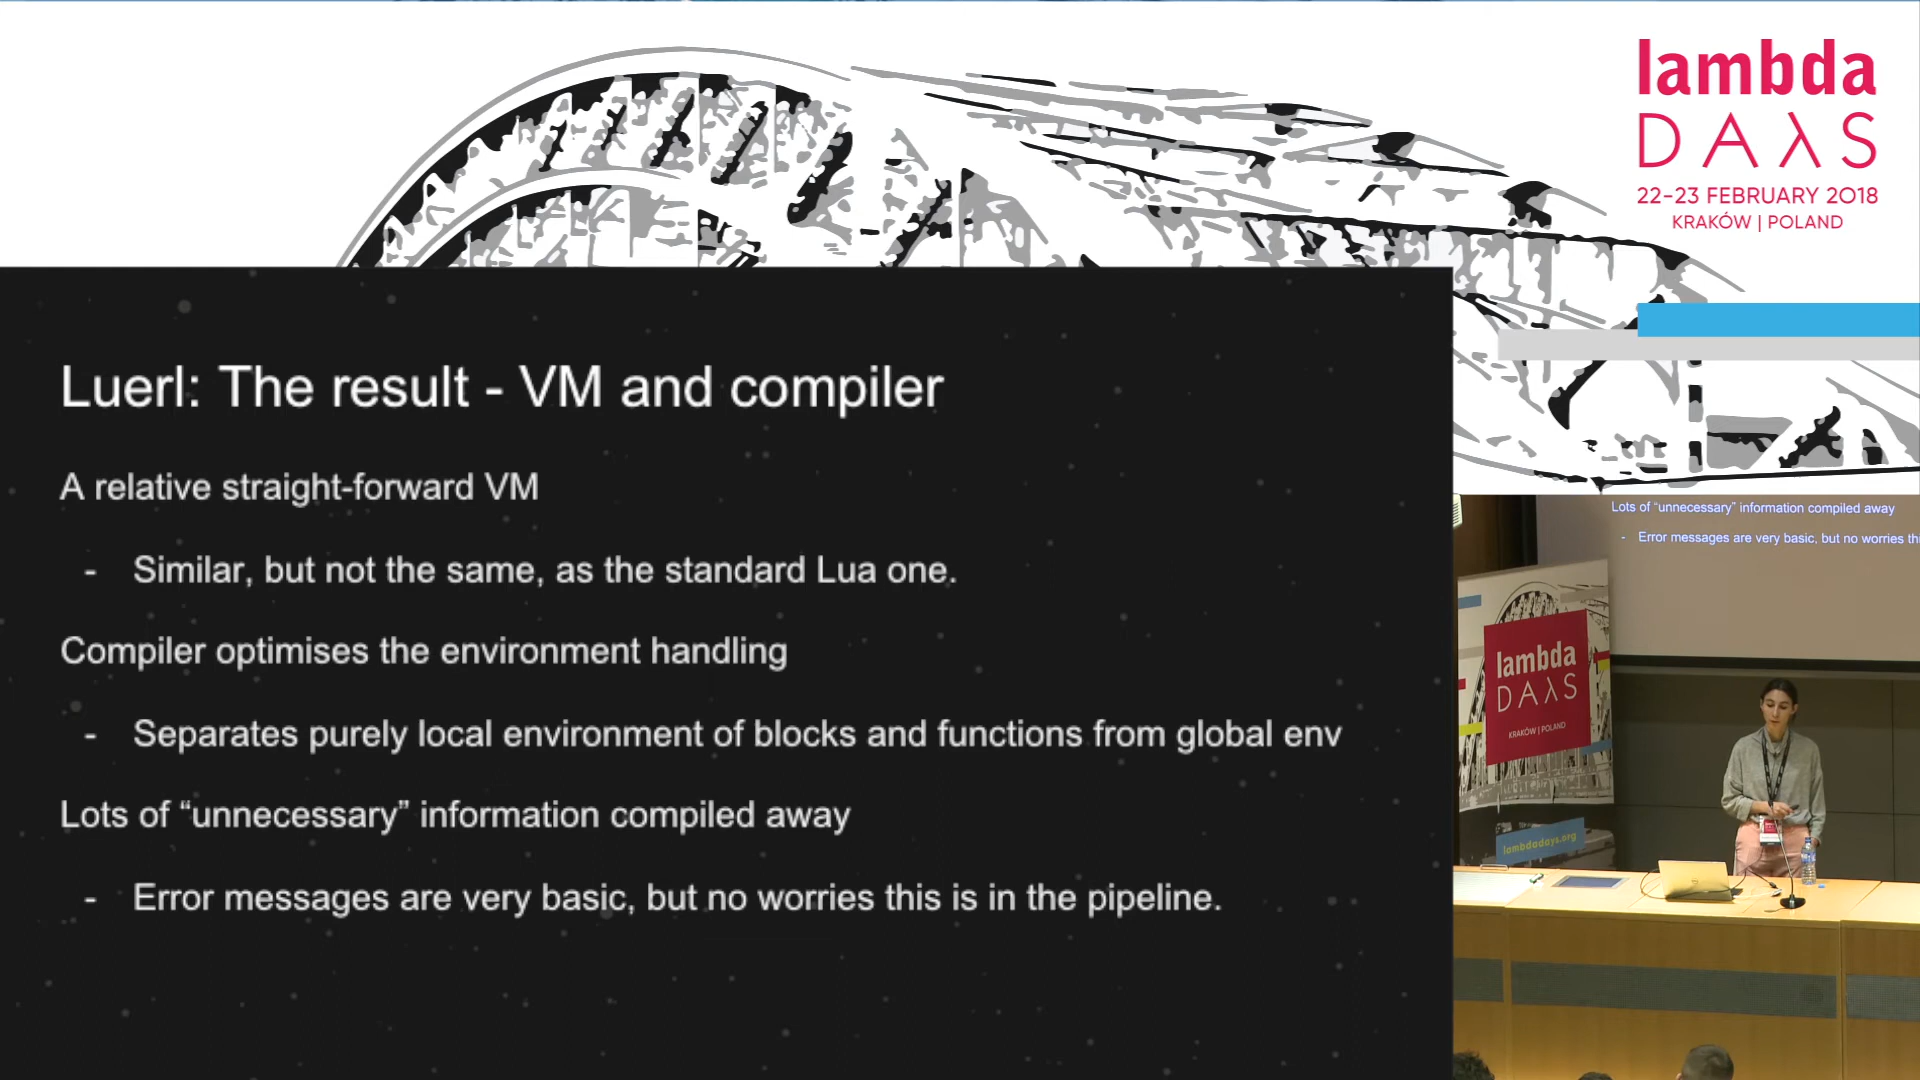 lambda
DAλS
22-23 FEBRUARY 2018
KRAKÓW | POLAND
Luerl: The result - VM and compiler
A relative straight-forward VM
- Similar, but not the same, as the standard Lua one.
Compiler optimises the environment handling
- Separates purely local environment of blocks and functions from global env
Lots of “unnecessary” information compiled away
- Error messages are very basic, but no worries this is in the pipeline.
Lots of “unnecessary” information compiled away
- Error messages are very basic, but no worries thi
lambda
DAλS
KRAKÓW | POLAND
lambdadays.org